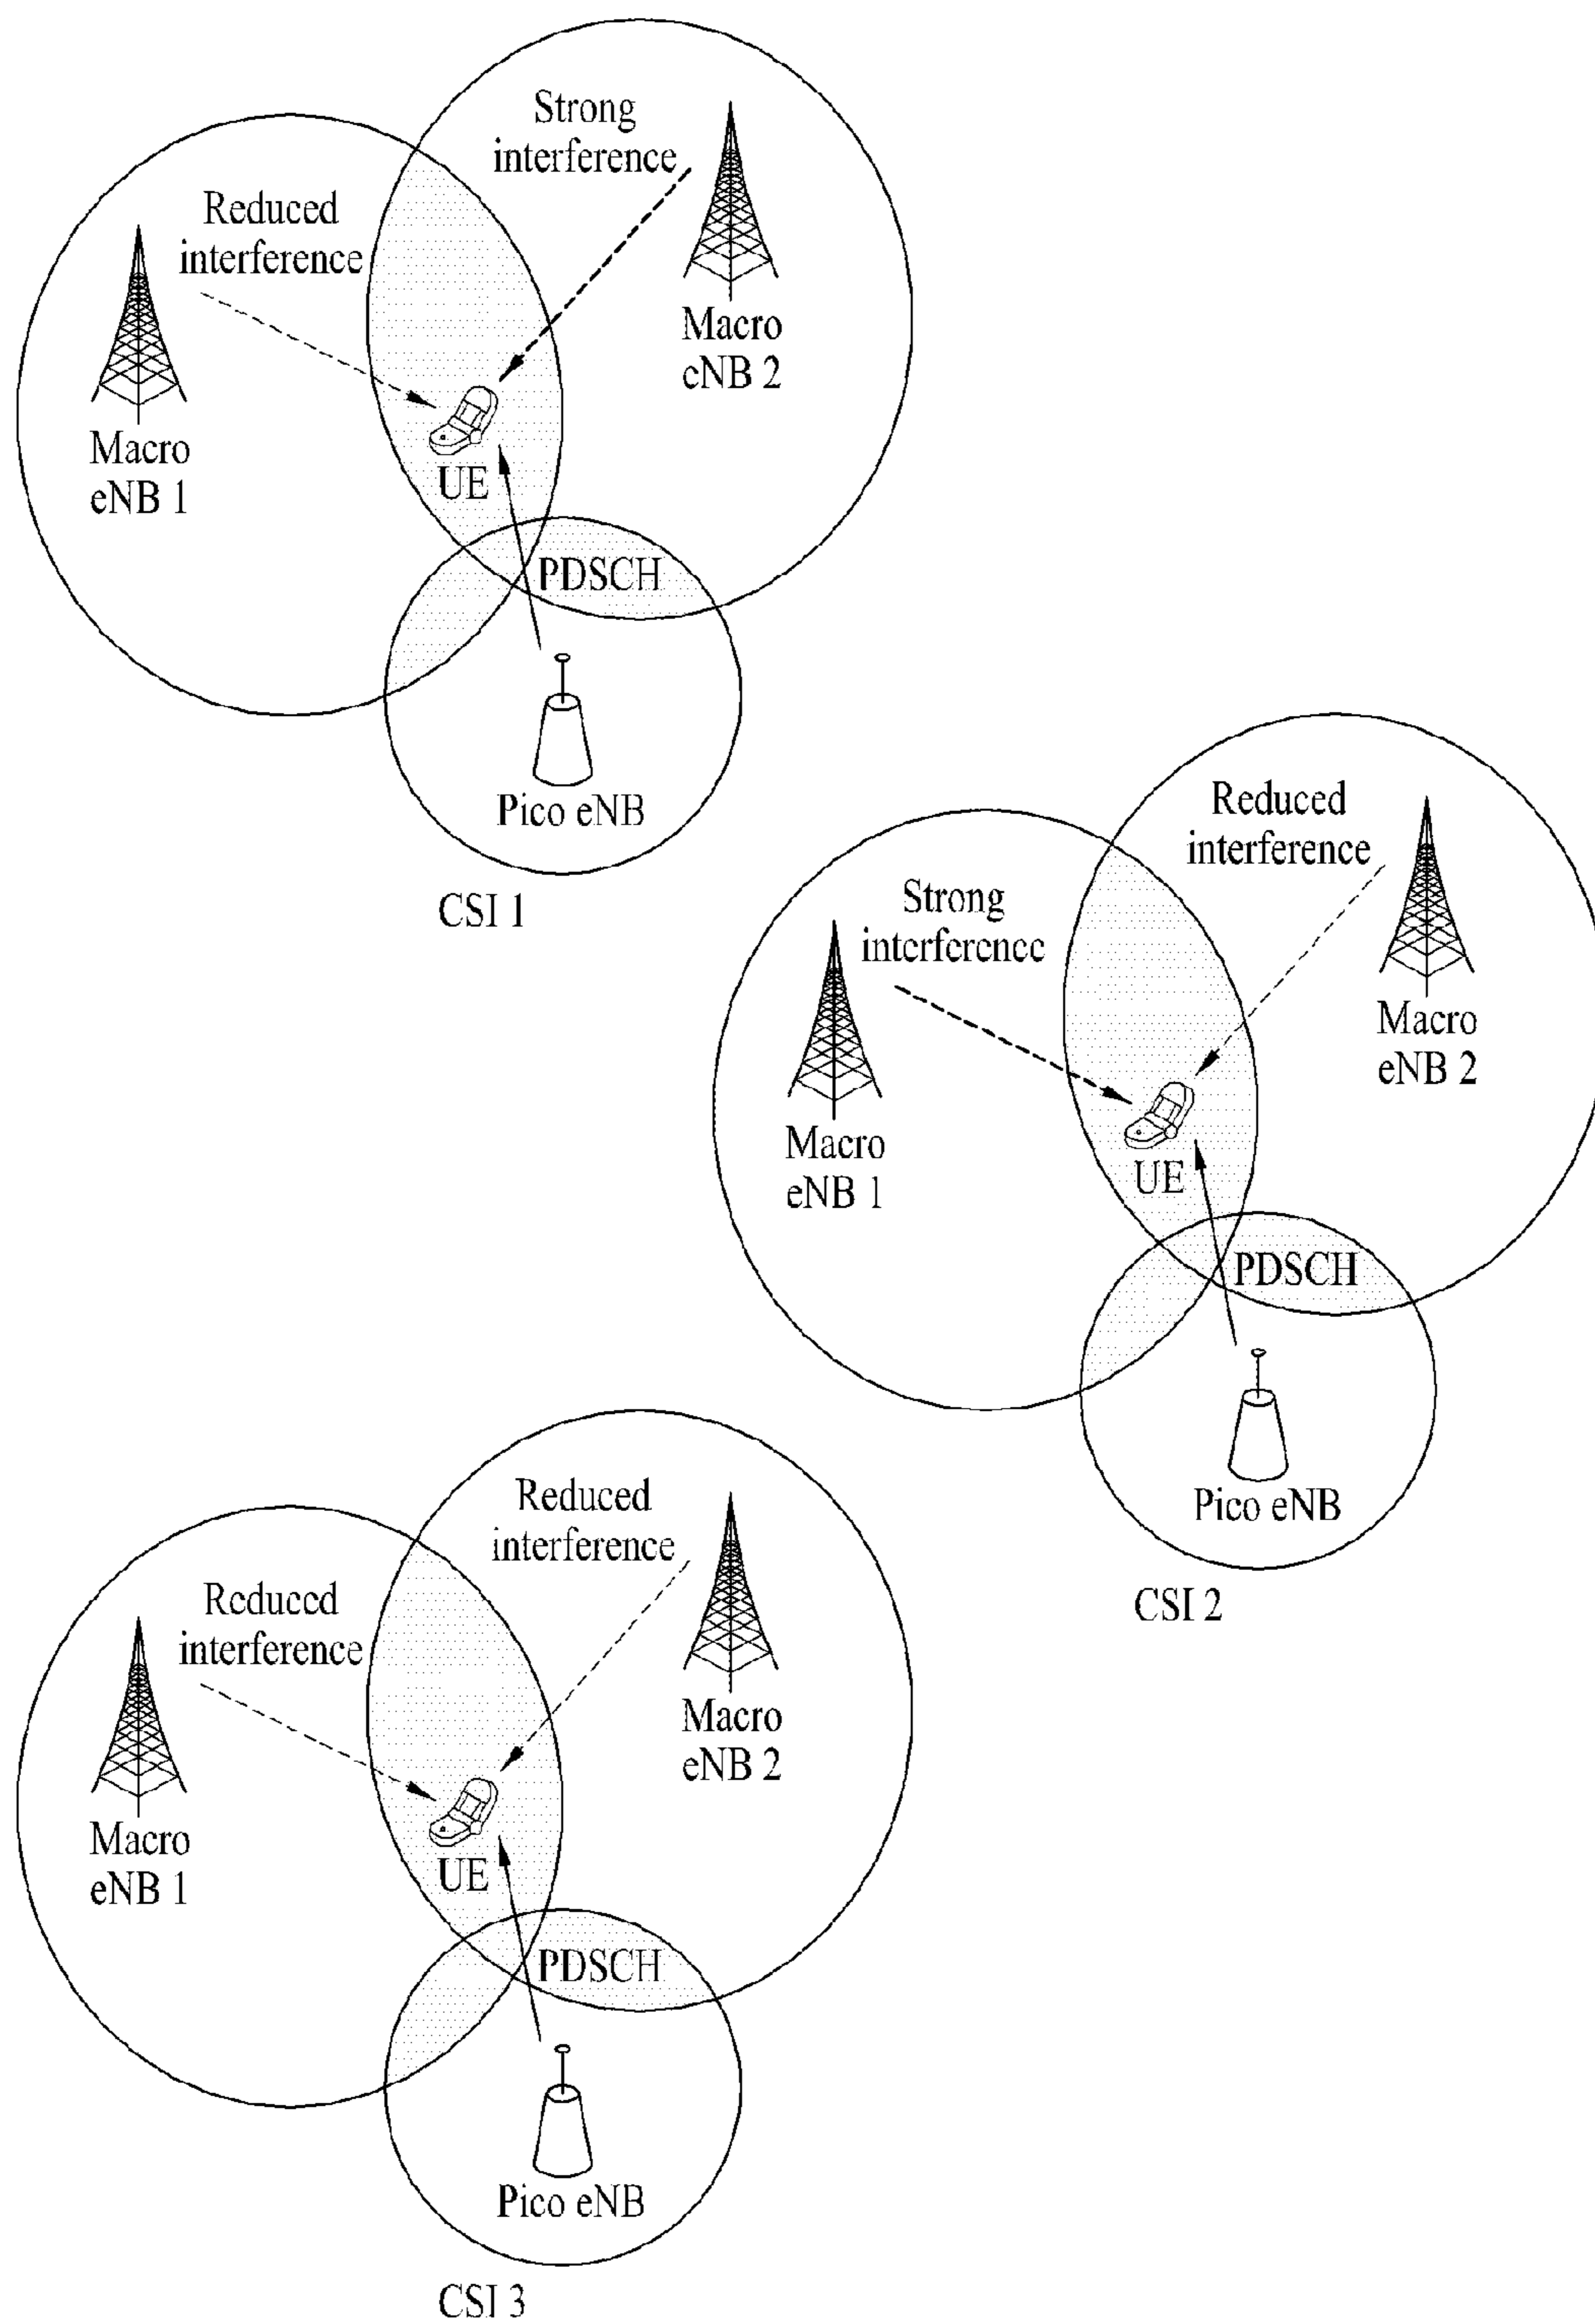 Strong
interference
Reduced
interference
Macro
eNB 2
Macro
eNB 1
UE
PDSCH
Pico eNB
CSI 1
Reduced
interference
Strong
interference
Macro
eNB 2
Macro
eNB 1
UE
PDSCH
Pico eNB
CSI 2
Reduced
interference
Reduced
interference
Macro
eNB 2
Macro
eNB 1
UE
PDSCH
Pico eNB
CSI 3